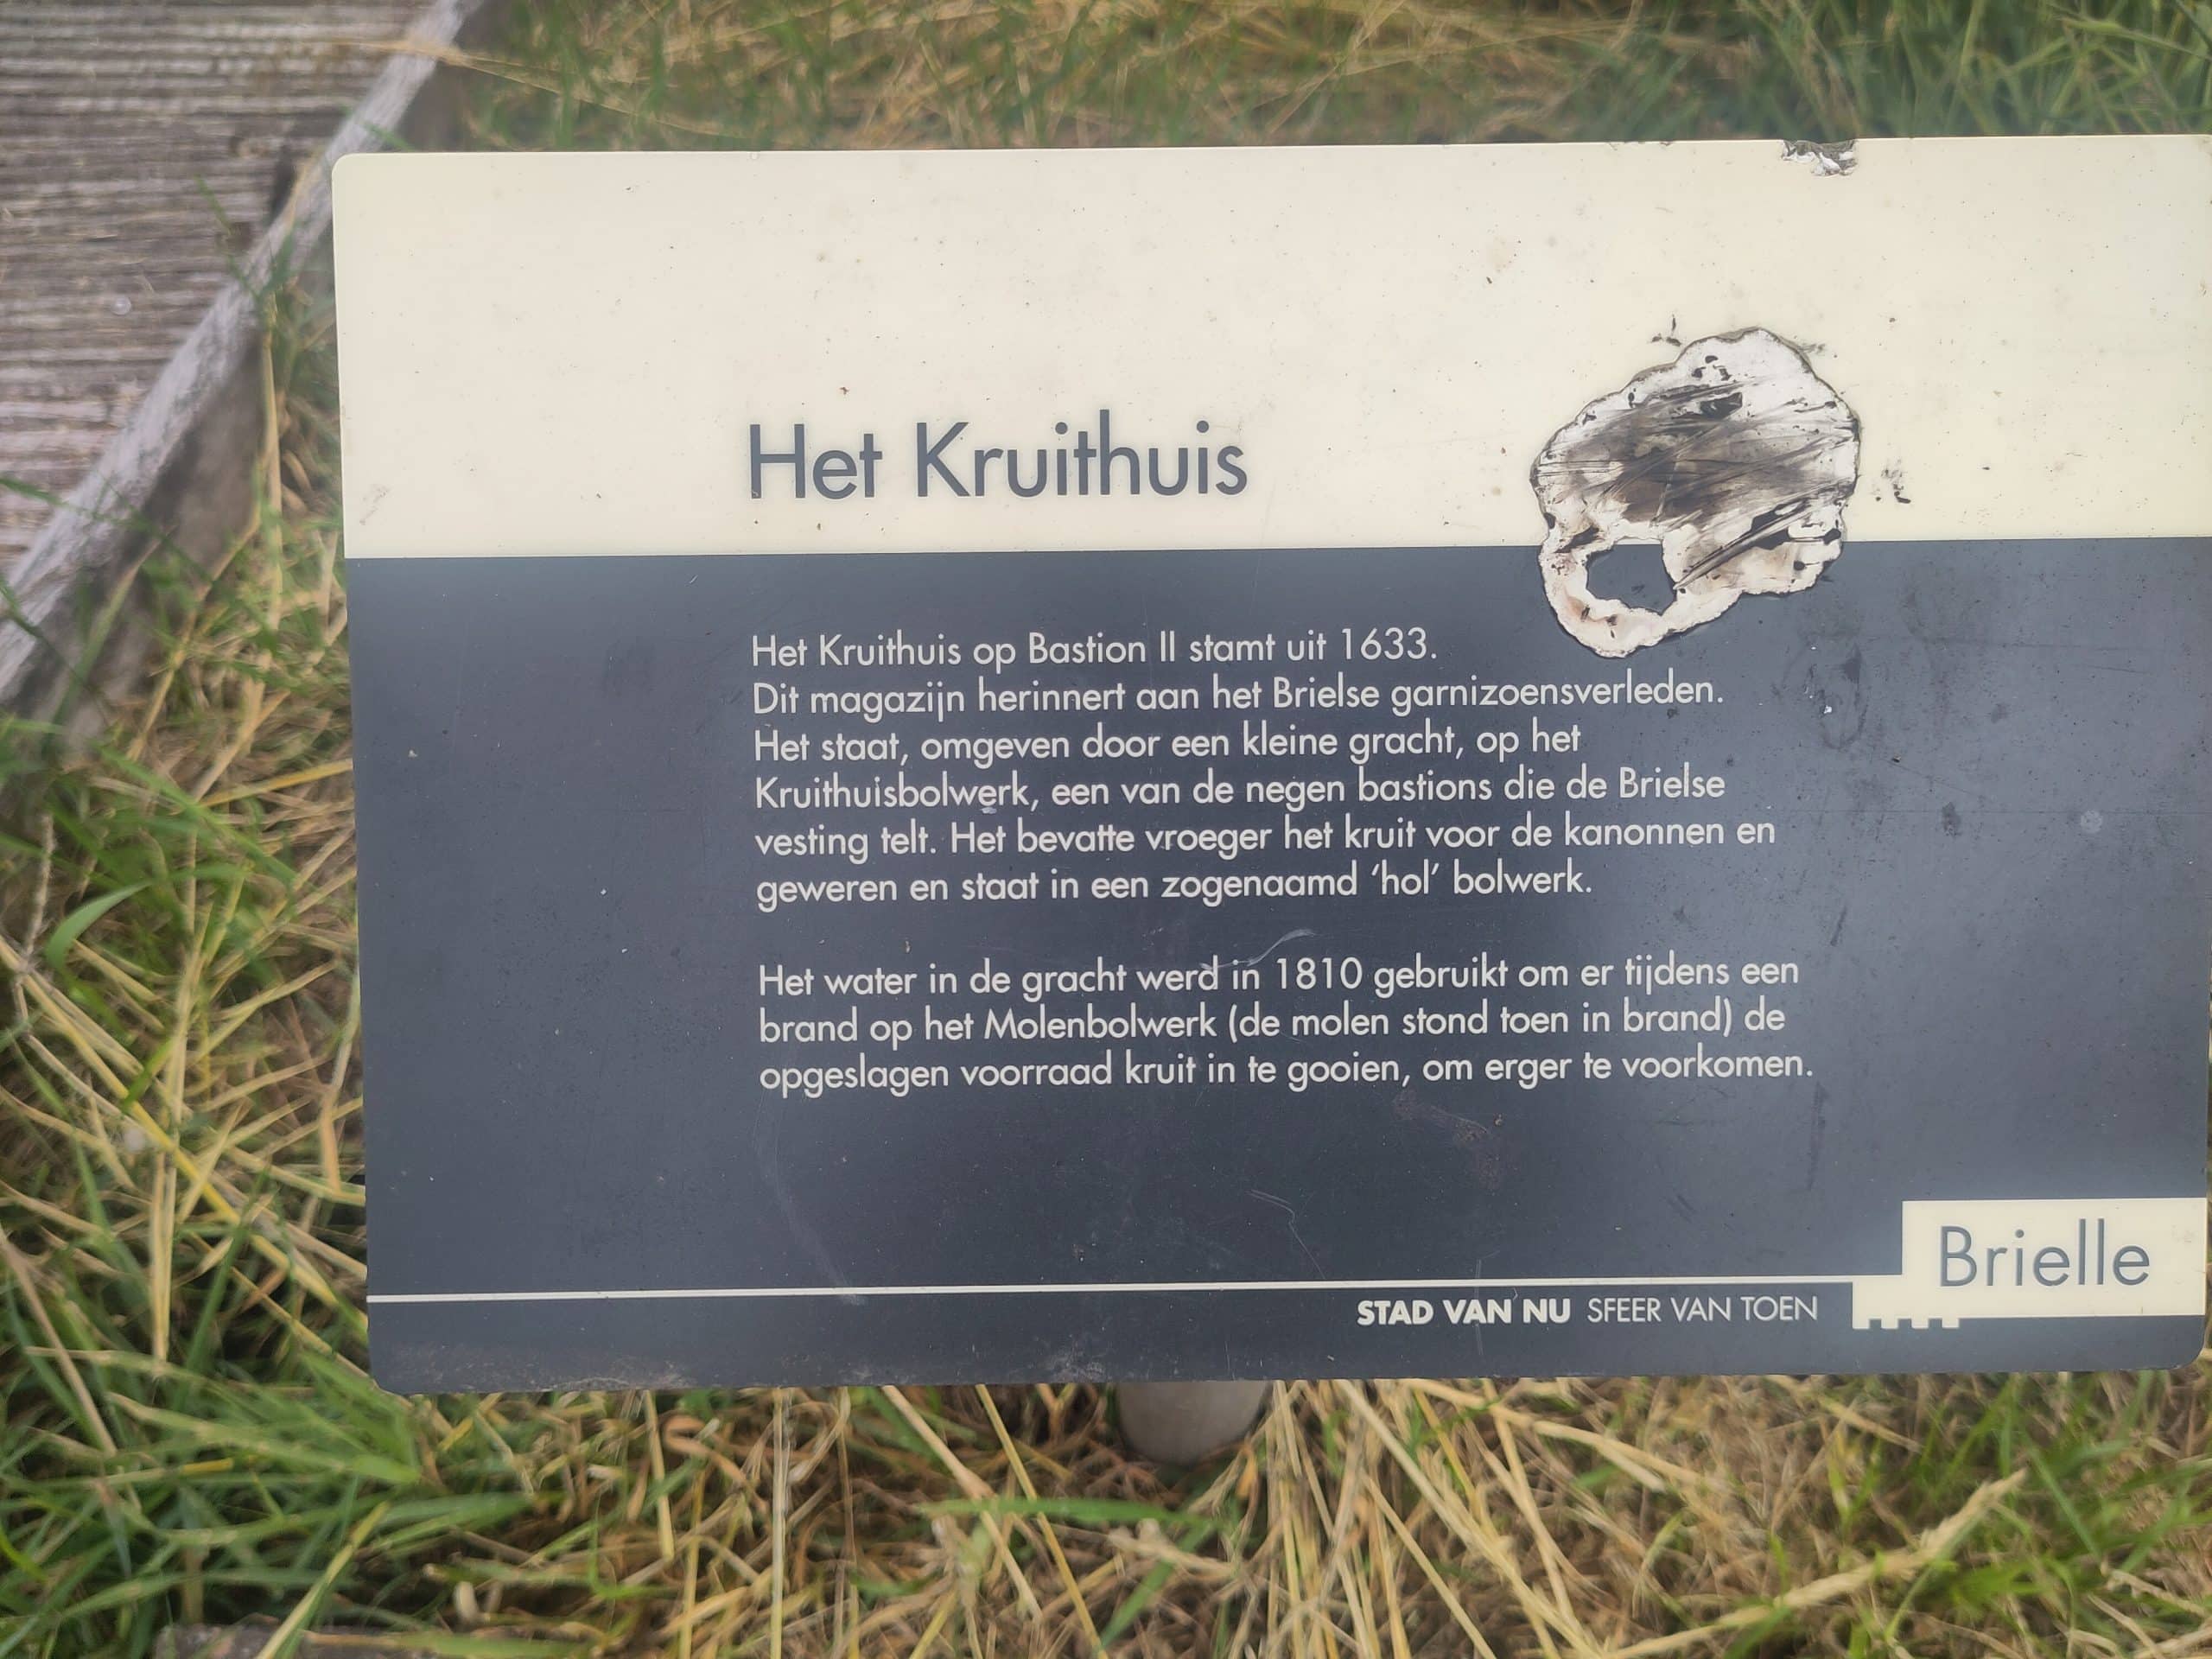 Het Kruithuis
Het Kruithuis op Bastion II stamt uit 1633.
Dit magazijn herinnert aan het Brielse garnizoensverleden.
Het staat, omgeven door een kleine gracht, op het
Kruithuisbolwerk, een van de negen bastions die de Brielse
vesting telt. Het bevatte vroeger het kruit voor de kanonnen en
geweren en staat in een zogenaamd ‘hol’ bolwerk.
Het water in de gracht werd in 1810 gebruikt om er tijdens een
brand op het Molenbolwerk (de molen stond toen in brand) de
opgeslagen voorraad kruit in te gooien, om erger te voorkomen.
Brielle
STAD VAN NU SFEER VAN TOEN